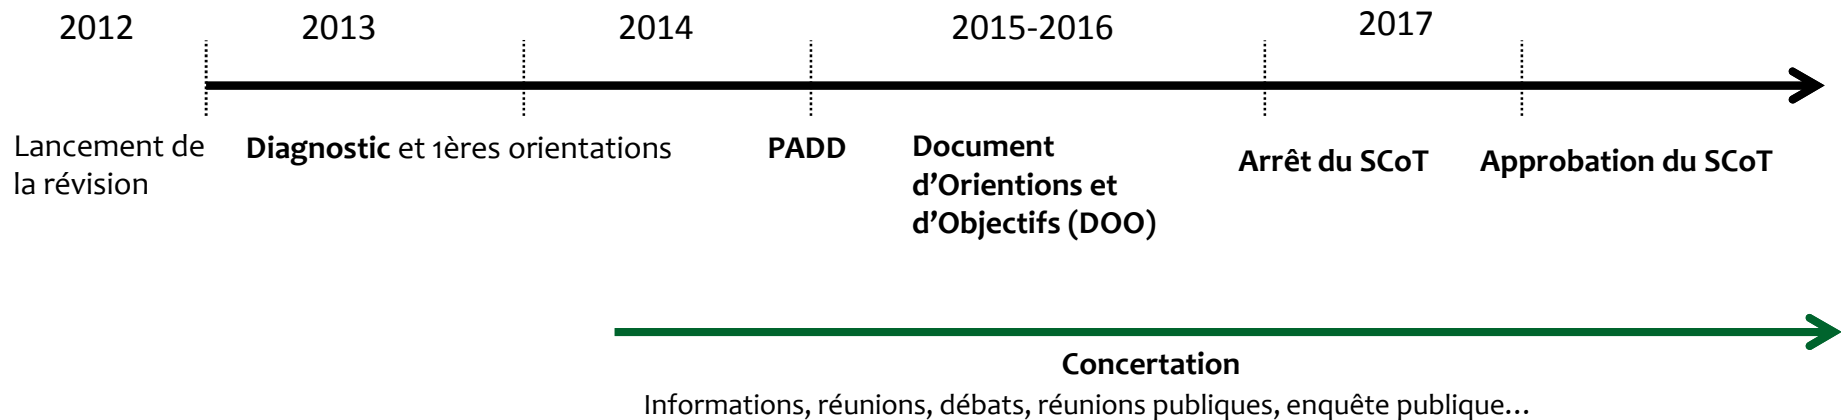 2012 2013 2014 2015-2016 2017
Lancement de
la révision
Diagnostic et 1ères orientations
PADD
Document
d’Orientions et
d’Objectifs (DOO)
Arrêt du SCoT
Approbation du SCoT
Concertation
Informations, réunions, débats, réunions publiques, enquête publique…